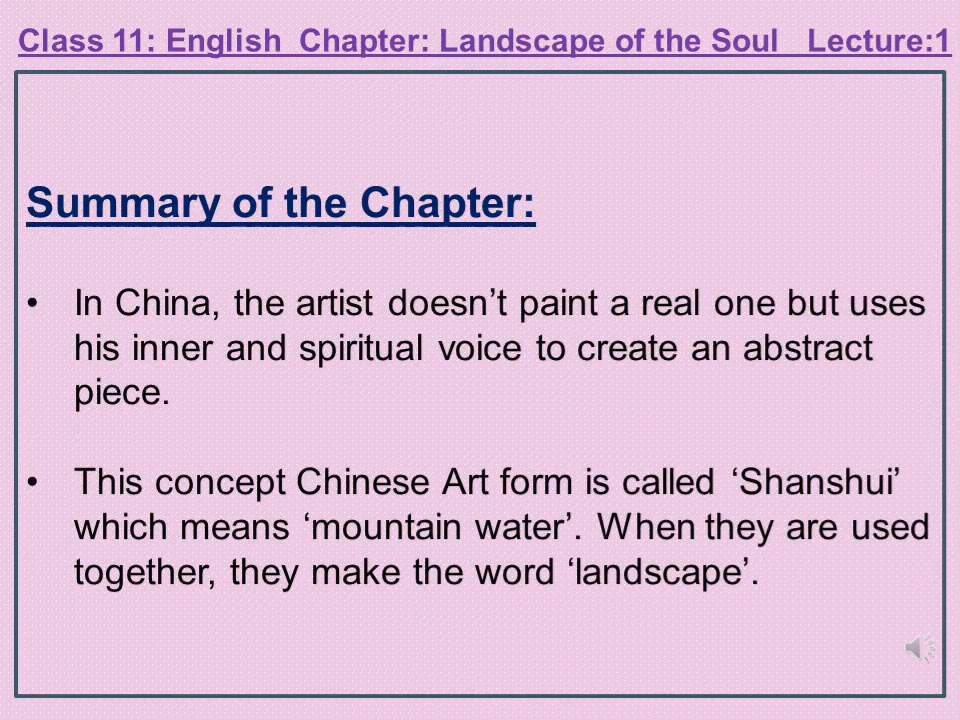 Class 11: English  Chapter: Landscape of the Soul   Lecture:1
Summary of the Chapter:
• In China, the artist doesn’t paint a real one but uses
his inner and spiritual voice to create an abstract
piece.
• This concept Chinese Art form is called ‘Shanshui’
which means ‘mountain water’. When they are used
together, they make the word ‘landscape’.